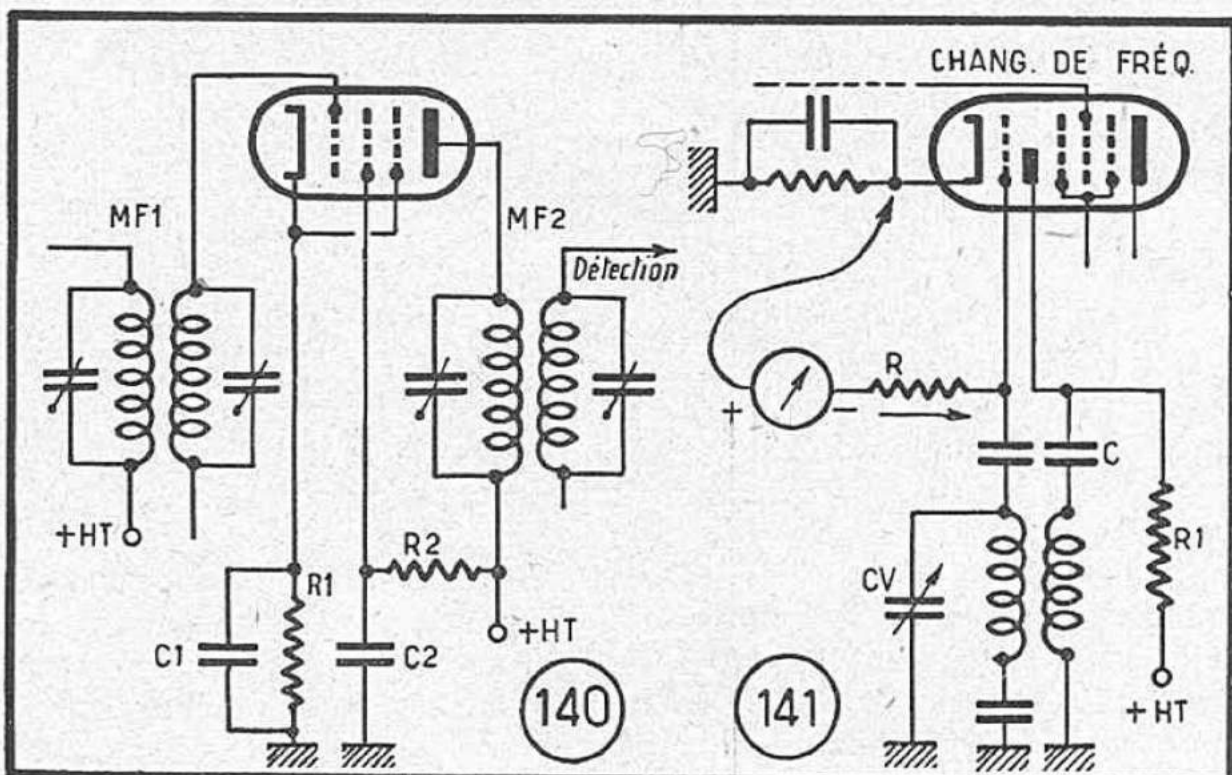 CHANG. DE FRÉQ.
MF1
MF2
Détection
+ - R
+HT
R2
C
R1
CV
R1
C1
C2
+HT
140
141
+HT